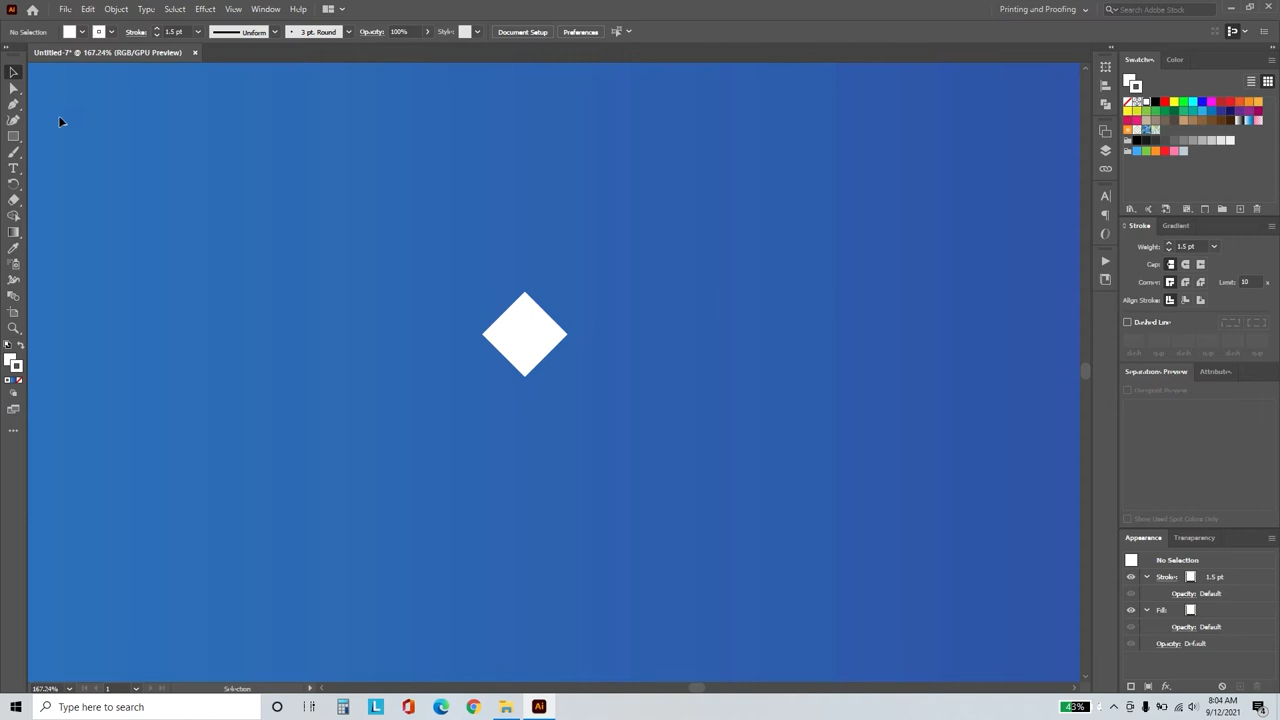 Ai File Edit Object Type Select Effect View Window Help Printing and Proofing Search Adobe Stock
No Selection Stroke: 1.5 pt Uniform 3 pt. Round Opacity: 100% Style: Document Setup Preferences
Untitled-7* @ 167.24% (RGB/GPU Preview) ×
Swatches Color
Stroke Gradient
Weight: 1.5 pt
Cap:
Corner: Limit: 10 x
Align Stroke:
Dashed Line
dash gap dash gap dash gap
Separations Preview Attributes
Overprint Preview
Show Used Spot Colors Only
Appearance Transparency
No Selection
Stroke: 1.5 pt
Opacity: Default
Fill:
Opacity: Default
Opacity: Default
167.24% 1 Selection
Type here to search
Ai
43%
8:04 AM
9/12/2021